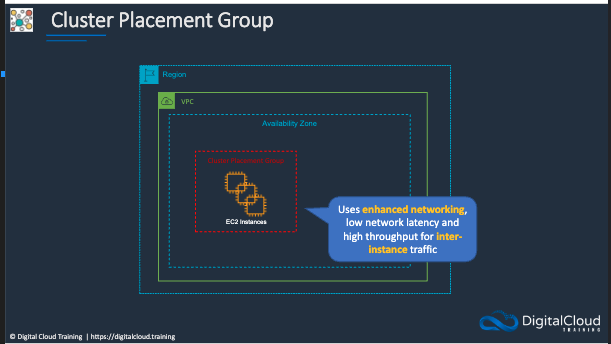 Cluster Placement Group
Region
VPC
Availability Zone
Cluster Placement Group
EC2 Instances
Uses enhanced networking,
low network latency and
high throughput for inter-
instance traffic
DigitalCloud
TRAINING
© Digital Cloud Training | https://digitalcloud.training